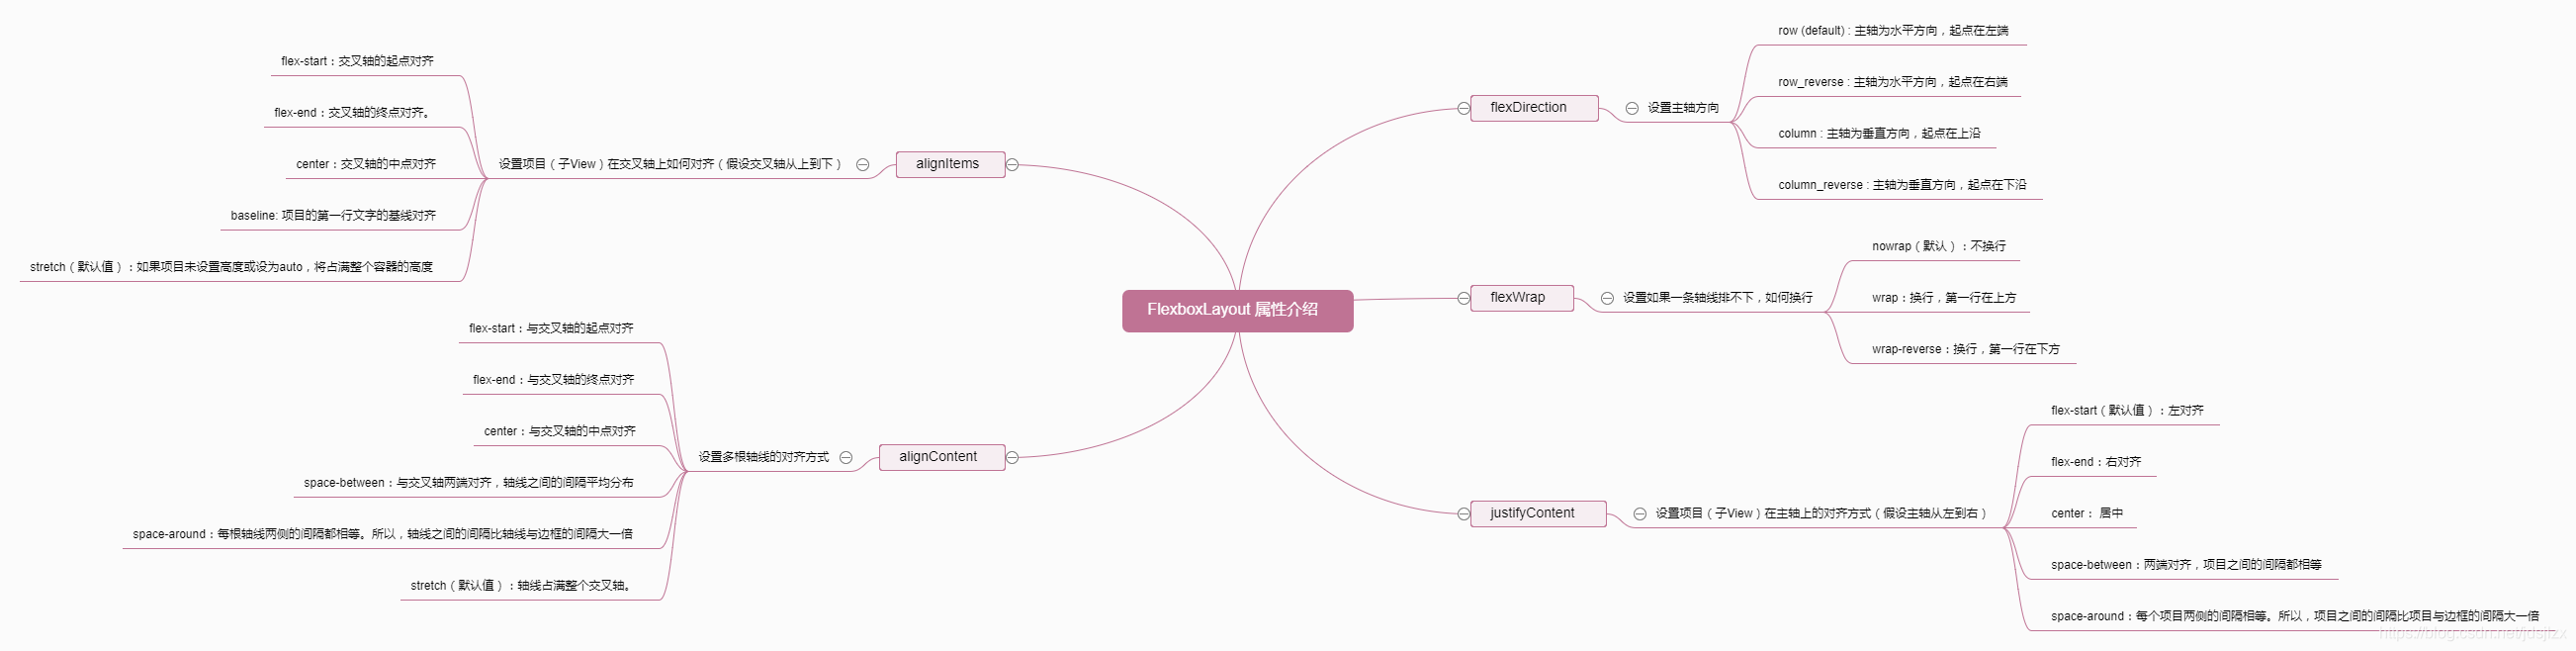 FlexboxLayout 属性介绍
flexDirection
设置主轴方向
row (default) : 主轴为水平方向，起点在左端
row_reverse : 主轴为水平方向，起点在右端
column : 主轴为垂直方向，起点在上沿
column_reverse : 主轴为垂直方向，起点在下沿
flexWrap
设置如果一条轴线排不下，如何换行
nowrap（默认）：不换行
wrap：换行，第一行在上方
wrap-reverse：换行，第一行在下方
justifyContent
设置项目（子View）在主轴上的对齐方式（假设主轴从左到右）
flex-start（默认值）：左对齐
flex-end：右对齐
center： 居中
space-between：两端对齐，项目之间的间隔都相等
space-around：每个项目两侧的间隔相等。所以，项目之间的间隔比项目与边框的间隔大一倍
alignItems
设置项目（子View）在交叉轴上如何对齐（假设交叉轴从上到下）
flex-start：交叉轴的起点对齐
flex-end：交叉轴的终点对齐。
center：交叉轴的中点对齐
baseline: 项目的第一行文字的基线对齐
stretch（默认值）：如果项目未设置高度或设为auto，将占满整个容器的高度
alignContent
设置多根轴线的对齐方式
flex-start：与交叉轴的起点对齐
flex-end：与交叉轴的终点对齐
center：与交叉轴的中点对齐
space-between：与交叉轴两端对齐，轴线之间的间隔平均分布
space-around：每根轴线两侧的间隔都相等。所以，轴线之间的间隔比轴线与边框的间隔大一倍
stretch（默认值）：轴线占满整个交叉轴。
https://blog.csdn.net/jdsjlzx